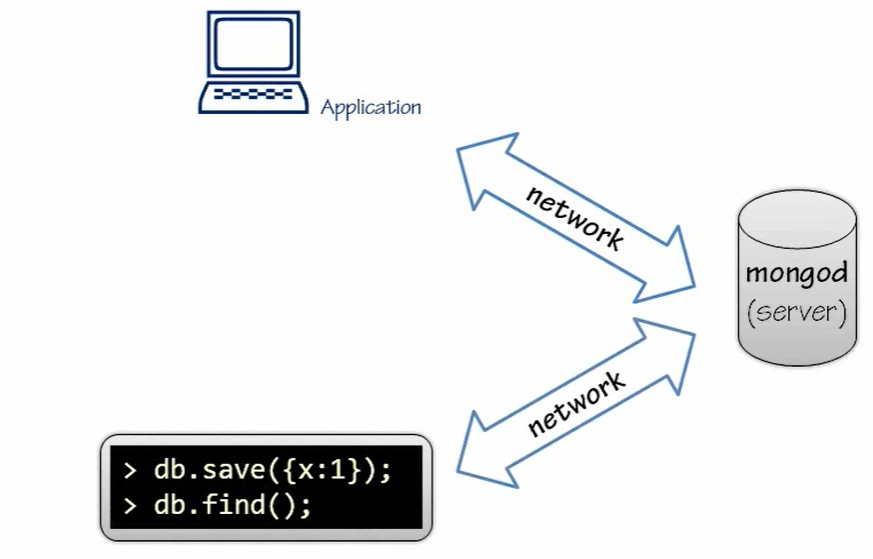 Application
network
mongod
(server)
network
> db.save({x:1});
> db.find();